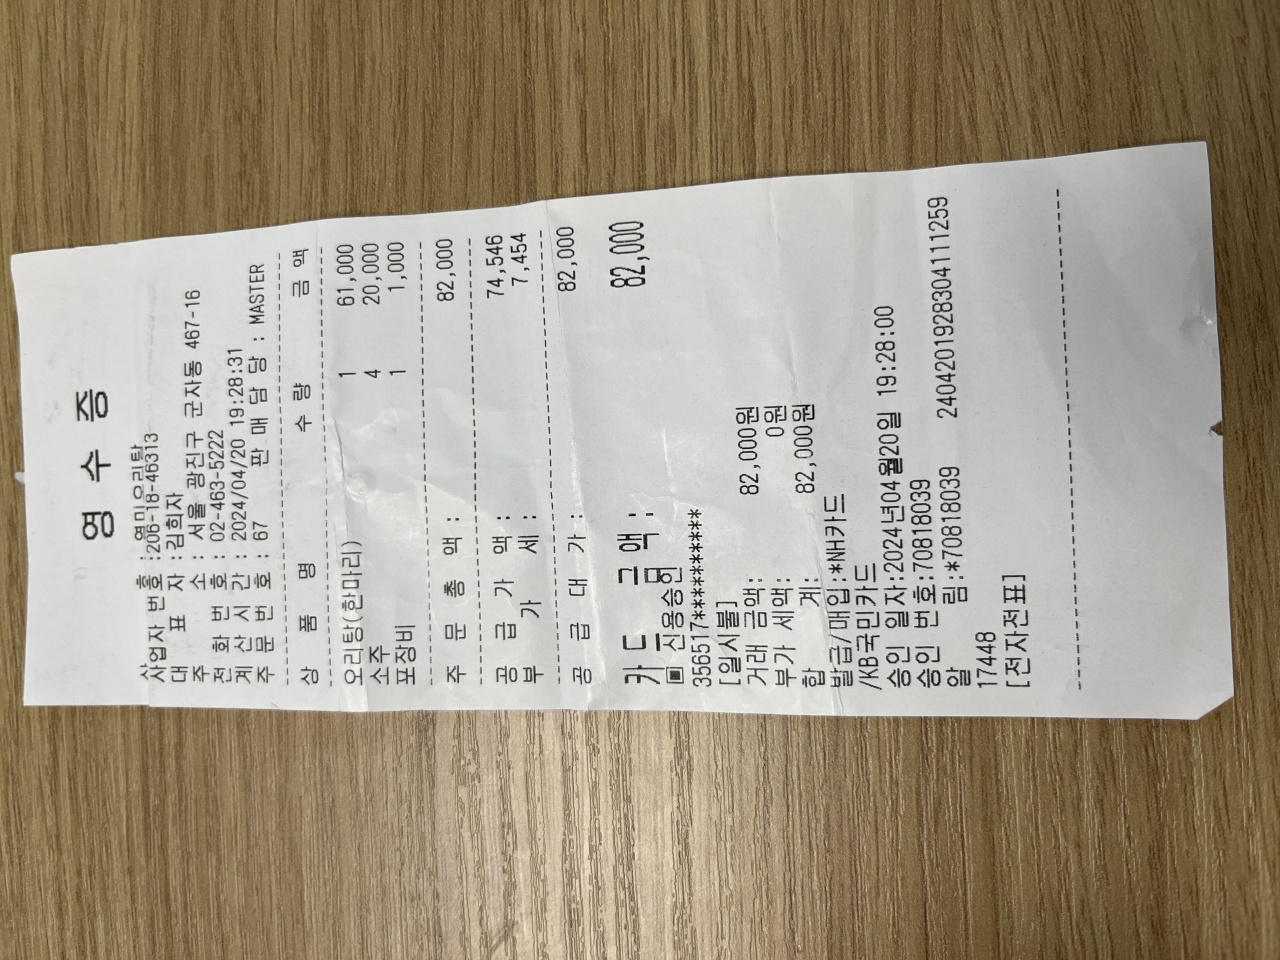 영 수 증
: 영미오리탕
사업자 번호 :206-18-46313
대 표 자 :김희자
주 소 : 서울 광진구 군자동 467-16
전 화 번 호 : 02-463-5222
계 산 시 간 : 2024/04/20 19:28:31
주 문 번 호 : 67 판 매 담 당 : MASTER
상 품 명 수 량 금 액
오리탕(한마리) 1 61,000
소주 4 20,000
포장비 1 1,000
주 문 총 액 : 82,000
공 급 가 액 : 74,546
부 가 세 : 7,454
공 급 대 가 : 82,000
카 드 금 액 : 82,000
▣ 신용승인
356517**********
[일시불]
거래 금액: 82,000원
부가 세액: 0원
합 계: 82,000원
발급/매입:*NH카드
/KB국민카드
승인 일자:2024년04월20일 19:28:00
승인 번호:70818039
알 림:*70818039 2404201928304111259
17448
[전자전표]